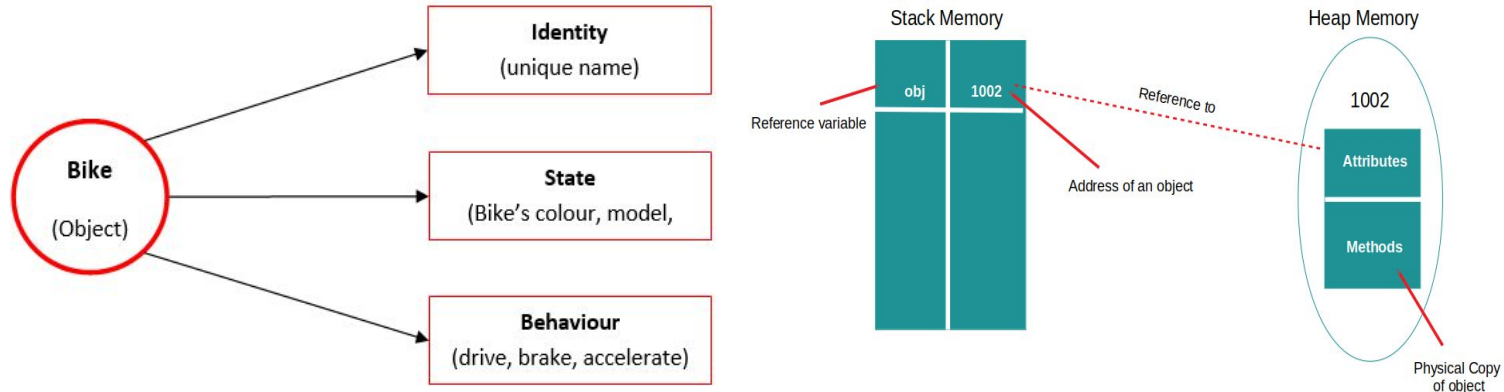 Identity
(unique name)
Bike
(Object)
State
(Bike's colour, model,
Behaviour
(drive, brake, accelerate)
Stack Memory
Heap Memory
obj
1002
Reference variable
Reference to
Address of an object
1002
Attributes
Methods
Physical Copy
of object